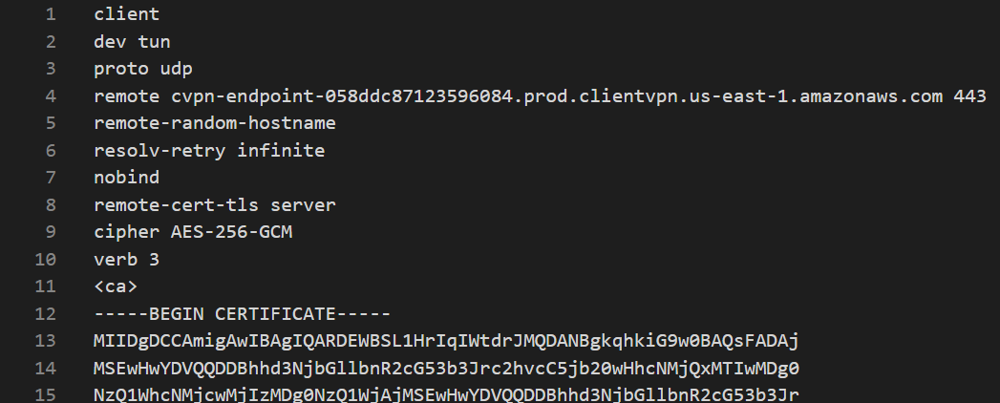 1 client
2 dev tun
3 proto udp
4 remote cvpn-endpoint-058ddc87123596084.prod.clientvpn.us-east-1.amazonaws.com 443
5 remote-random-hostname
6 resolv-retry infinite
7 nobind
8 remote-cert-tls server
9 cipher AES-256-GCM
10 verb 3
11 <ca>
12 -----BEGIN CERTIFICATE-----
13 MIIDgDCCAmigAwIBAgIQARDEWBSL1HrIqIWtdrJMQDANBgkqhkiG9w0BAQsFADAj
14 MSEwHwYDVQQDDBhhd3NjbGllbnR2cG53b3Jrc2hvcC5jb20wHhcNMjQxMTIwMDg0
15 NzQ1WhcNMjcwMjIzMDg0NzQ1WjAjMSEwHwYDVQQDDBhhd3NjbGllbnR2cG53b3Jr